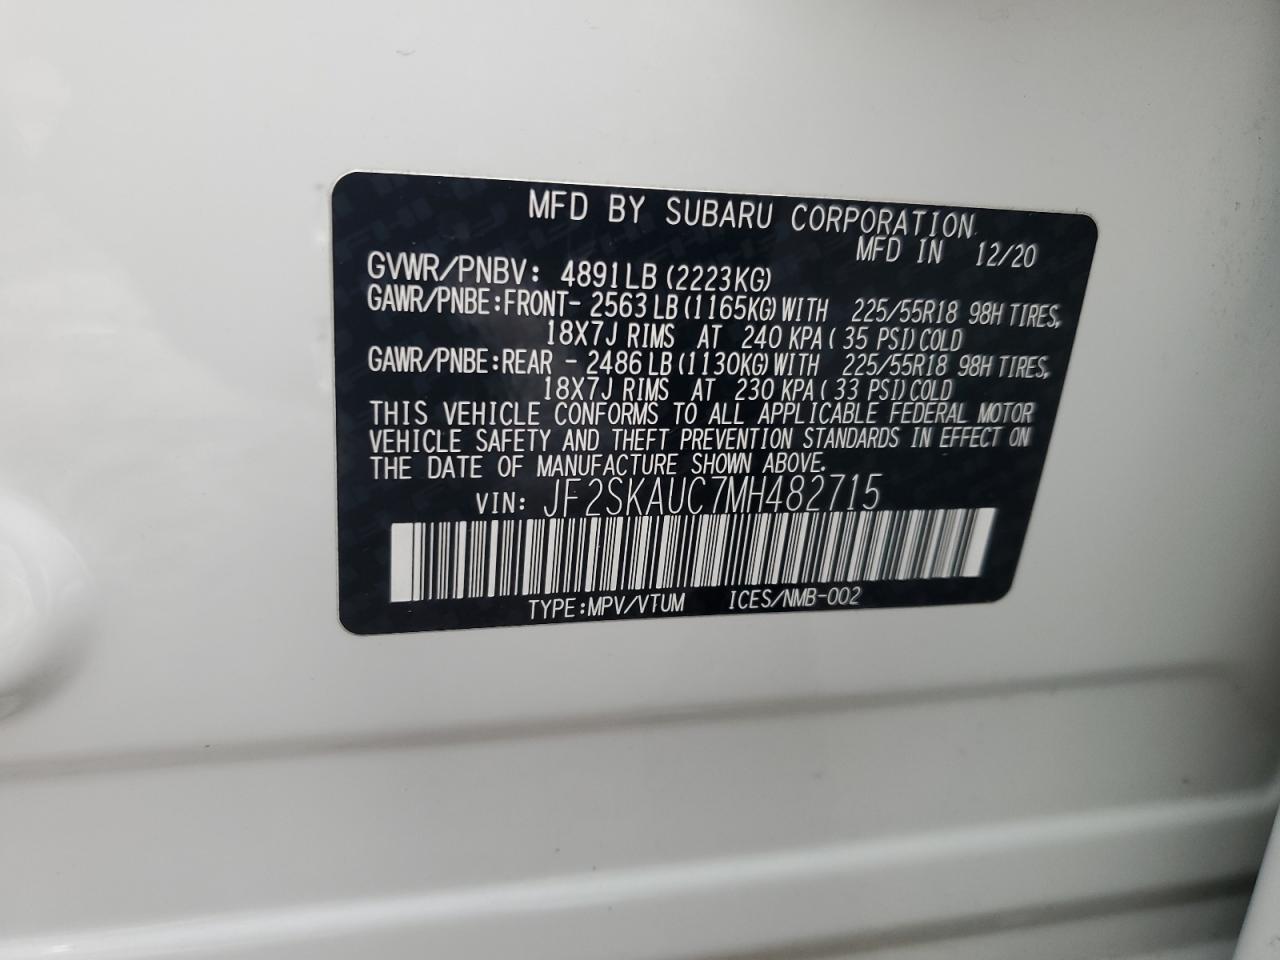 MFD BY SUBARU CORPORATION
MFD IN 12/20
GVWR/PNBV: 4891LB (2223KG)
GAWR/PNBE:FRONT- 2563 LB (1165KG) WITH 225/55R18 98H TIRES,
18X7J RIMS AT 240 KPA ( 35 PSI) COLD
GAWR/PNBE:REAR - 2486 LB (1130KG) WITH 225/55R18 98H TIRES,
18X7J RIMS AT 230 KPA ( 33 PSI) COLD
THIS VEHICLE CONFORMS TO ALL APPLICABLE FEDERAL MOTOR
VEHICLE SAFETY AND THEFT PREVENTION STANDARDS IN EFFECT ON
THE DATE OF MANUFACTURE SHOWN ABOVE.
VIN: JF2SKAUC7MH482715
TYPE:MPV/VTUM ICES/NMB-002